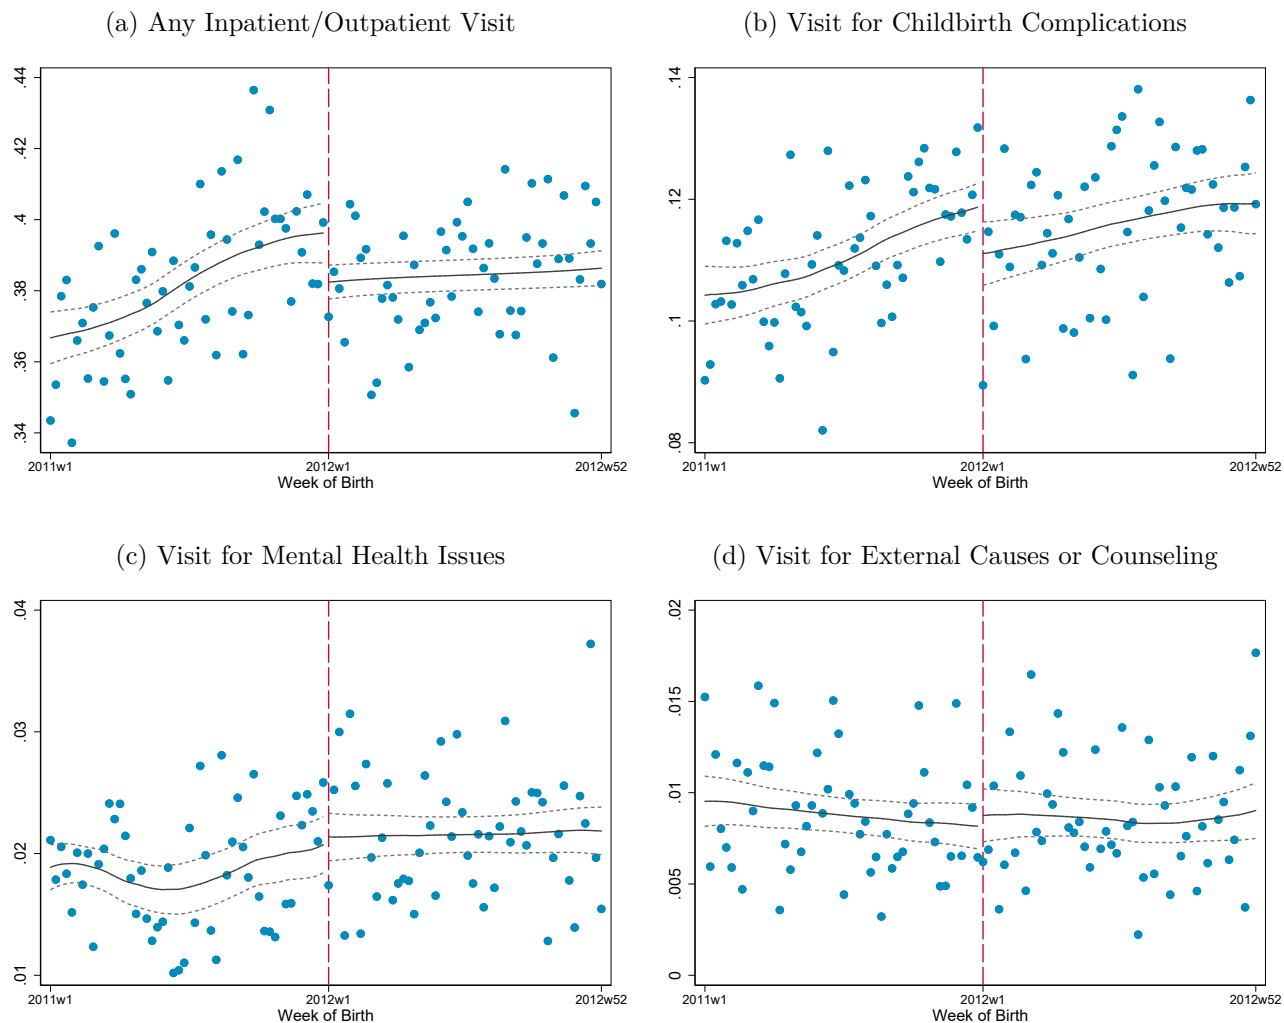 (a) Any Inpatient/Outpatient Visit
.44
.42
.4
.38
.36
.34
2011w1 2012w1 2012w52
Week of Birth
(b) Visit for Childbirth Complications
.14
.12
.1
.08
2011w1 2012w1 2012w52
Week of Birth
(c) Visit for Mental Health Issues
.04
.03
.02
.01
2011w1 2012w1 2012w52
Week of Birth
(d) Visit for External Causes or Counseling
.02
.015
.01
.005
0
2011w1 2012w1 2012w52
Week of Birth